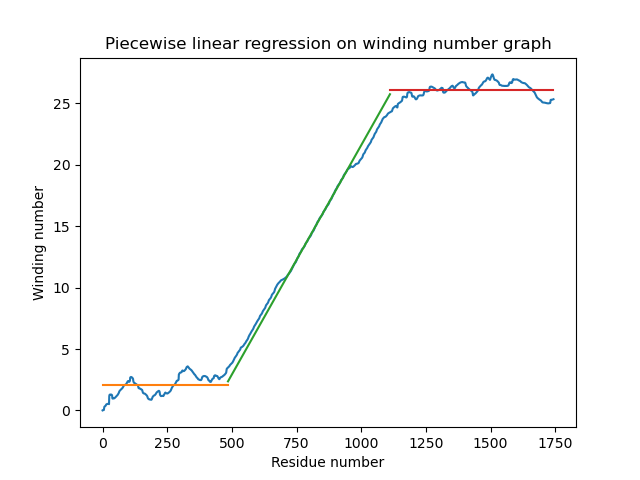 Piecewise linear regression on winding number graph
Winding number
25
20
15
10
5
0
0 250 500 750 1000 1250 1500 1750
Residue number